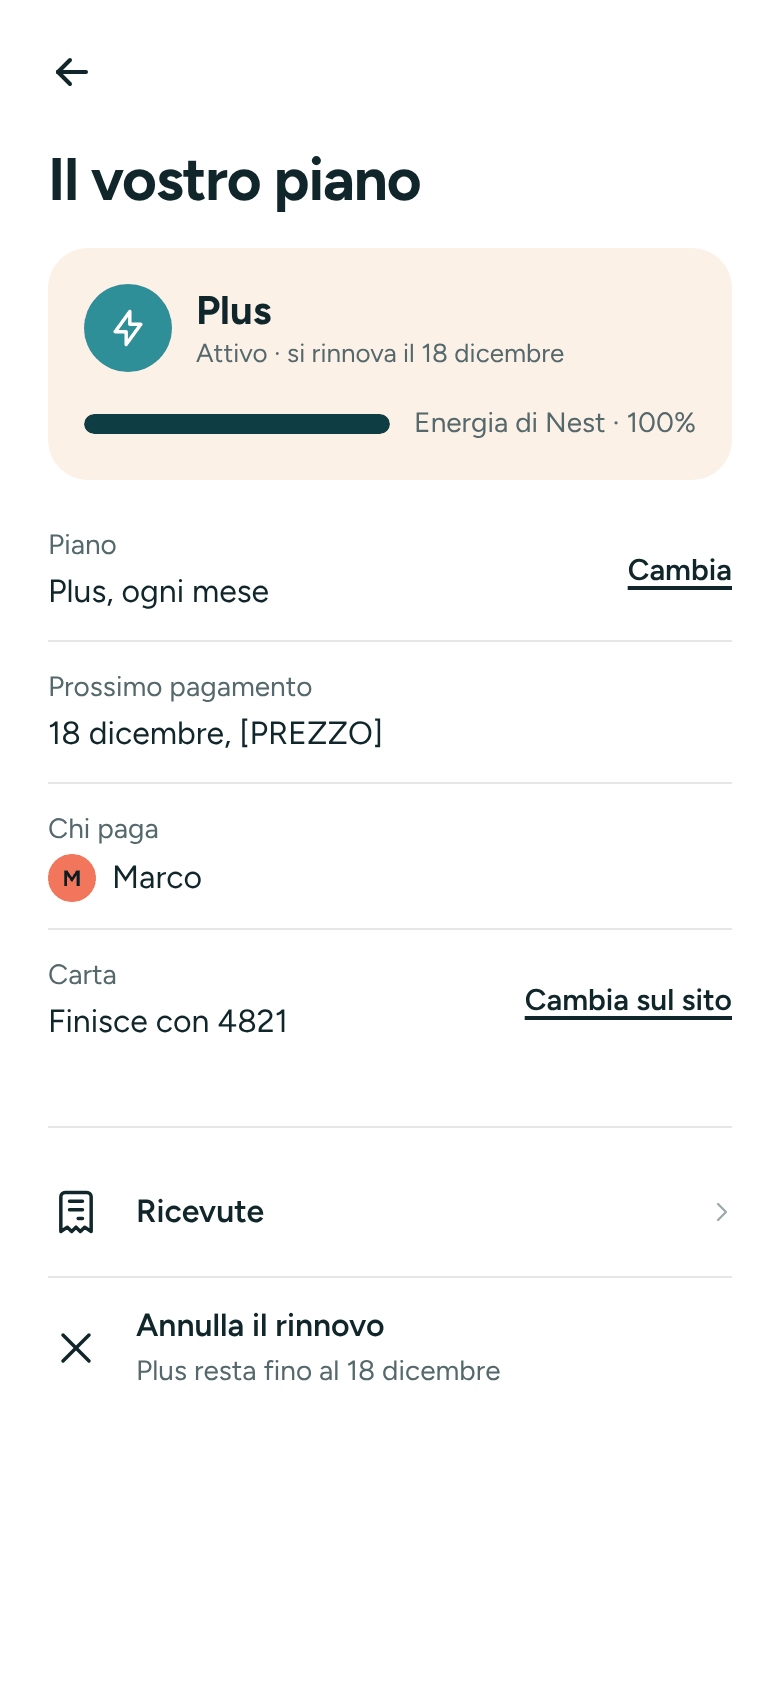 Il vostro piano
Plus
Attivo · si rinnova il 18 dicembre
Energia di Nest · 100%
Piano
Plus, ogni mese
Cambia
Prossimo pagamento
18 dicembre, [PREZZO]
Chi paga
M Marco
Carta
Finisce con 4821
Cambia sul sito
Ricevute
Annulla il rinnovo
Plus resta fino al 18 dicembre